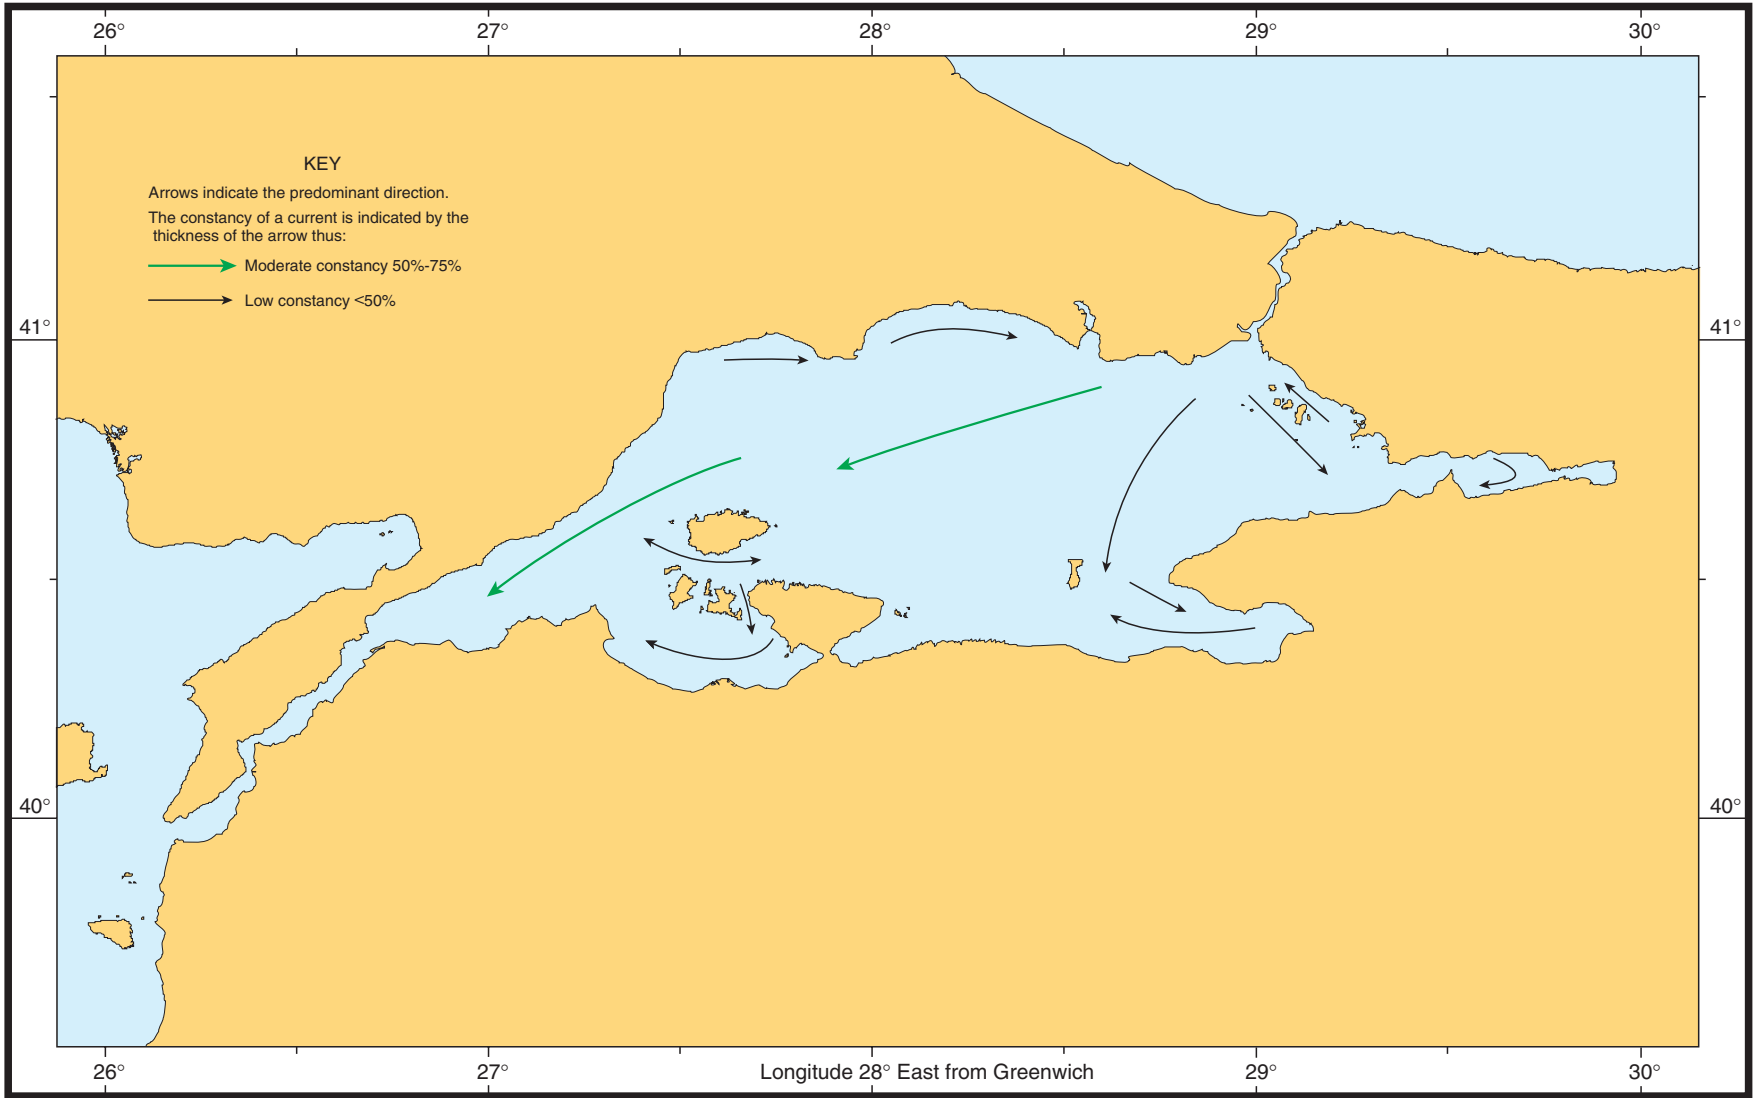 26° 27° 28° 29° 30°
KEY
Arrows indicate the predominant direction.
The constancy of a current is indicated by the
thickness of the arrow thus:
Moderate constancy 50%-75%
Low constancy <50%
41° 41°
40° 40°
26° 27° Longitude 28° East from Greenwich 29° 30°